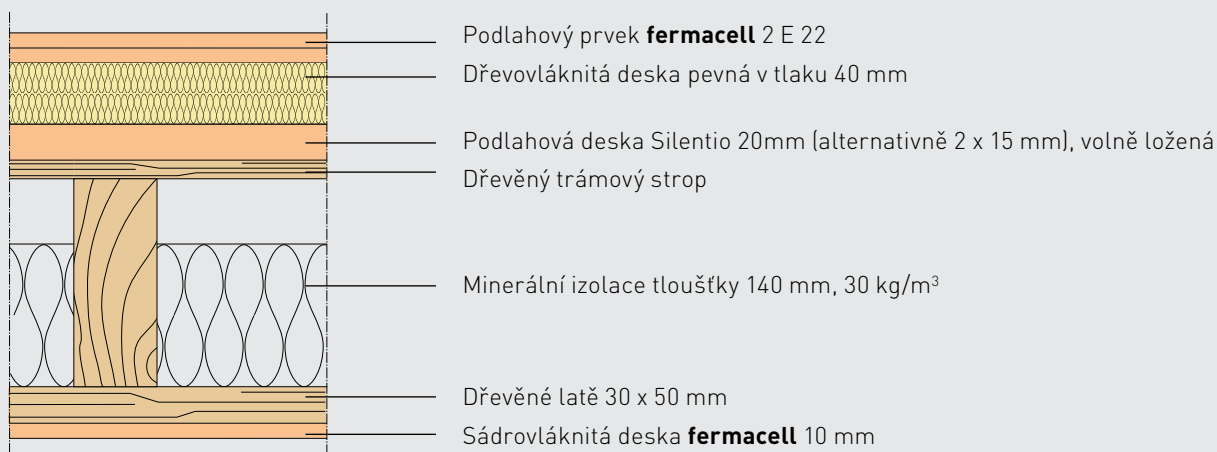 Podlahový prvek fermacell 2 E 22
Dřevovláknitá deska pevná v tlaku 40 mm
Podlahová deska Silentio 20mm (alternativně 2 x 15 mm), volně ložená
Dřevěný trámový strop
Minerální izolace tloušťky 140 mm, 30 kg/m³
Dřevěné latě 30 x 50 mm
Sádrovláknitá deska fermacell 10 mm